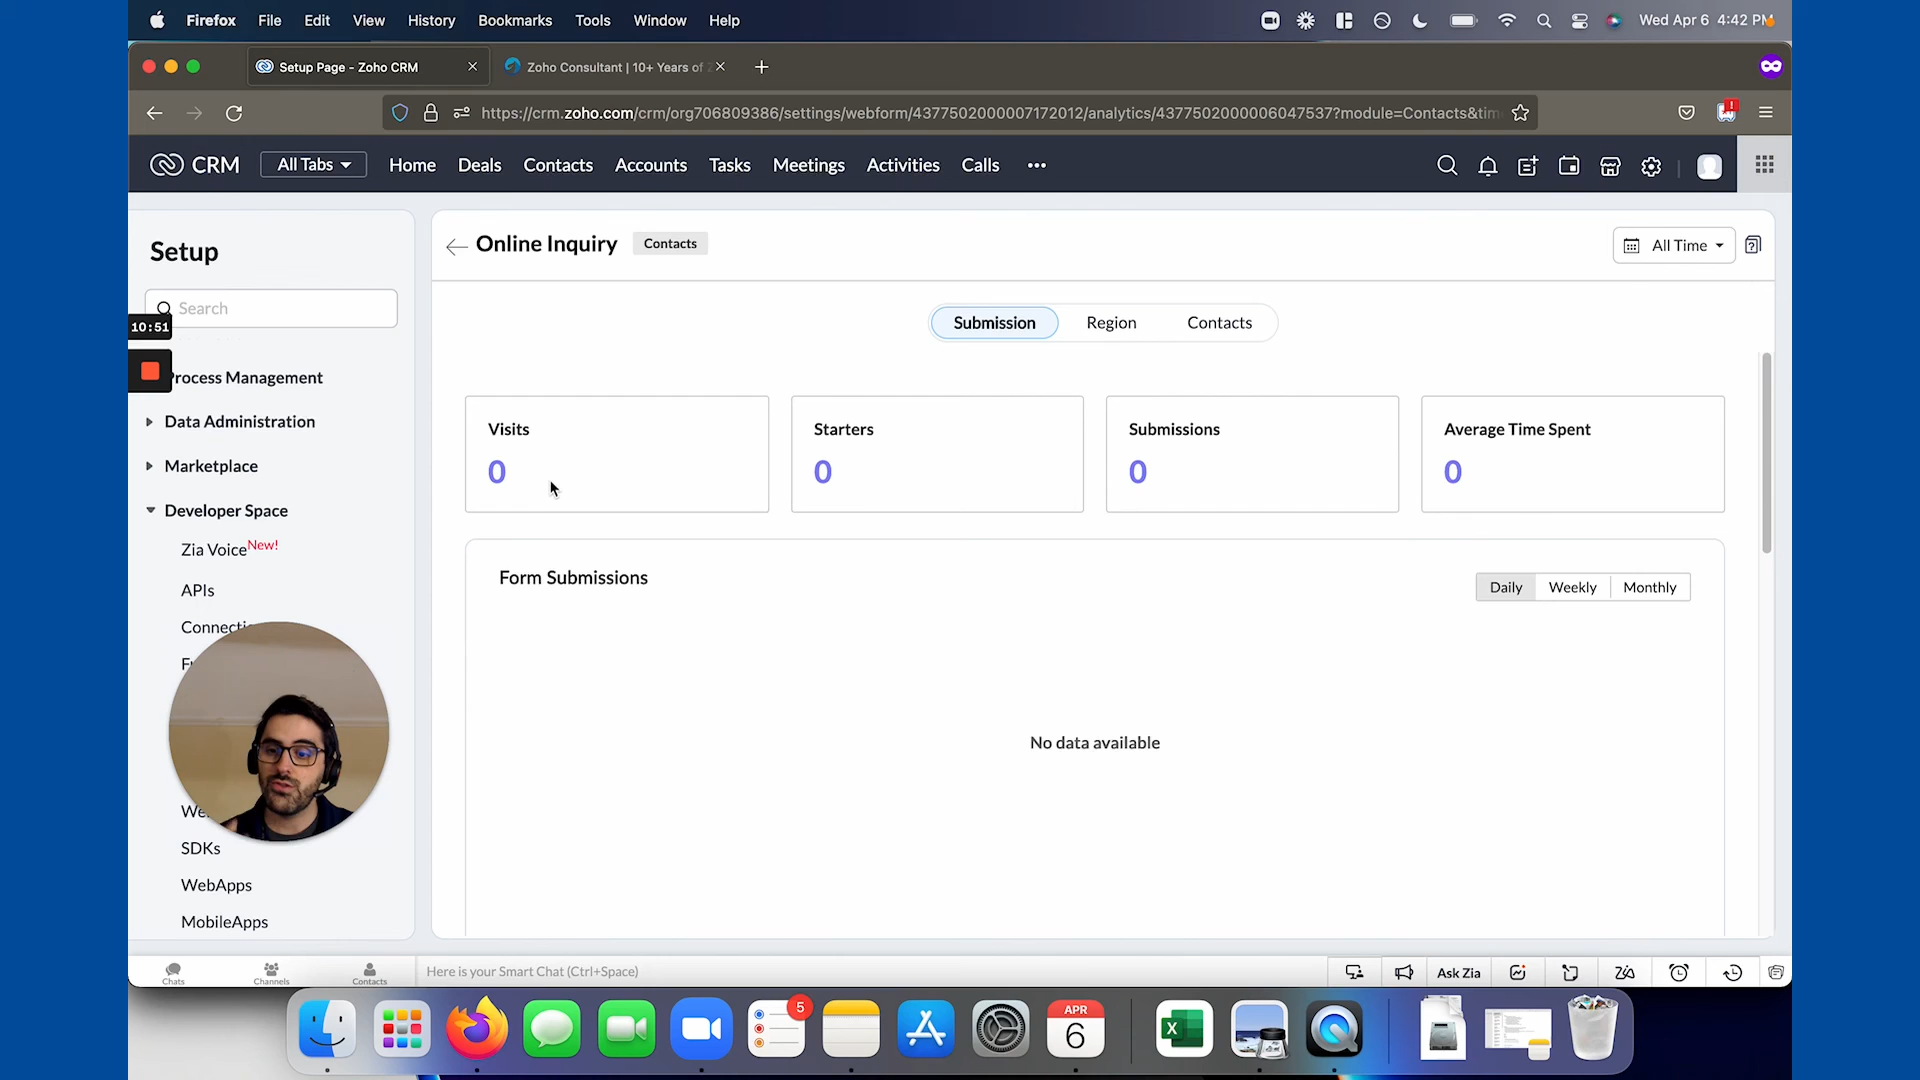 Firefox File Edit View History Bookmarks Tools Window Help
Wed Apr 6 4:42 PM
Setup Page - Zoho CRM
Zoho Consultant | 10+ Years of
https://crm.zoho.com/crm/org706809386/settings/webform/4377502000007172012/analytics/4377502000006047537?module=Contacts&tim
CRM All Tabs Home Deals Contacts Accounts Tasks Meetings Activities Calls
Setup
Search
10:51
rocess Management
Data Administration
Marketplace
Developer Space
Zia Voice New!
APIs
Connecti
We
SDKs
WebApps
MobileApps
Online Inquiry Contacts
All Time
Submission Region Contacts
Visits
0
Starters
0
Submissions
0
Average Time Spent
0
Form Submissions
Daily Weekly Monthly
No data available
Chats
Channels
Contacts
Here is your Smart Chat (Ctrl+Space)
Ask Zia
5
APR
6